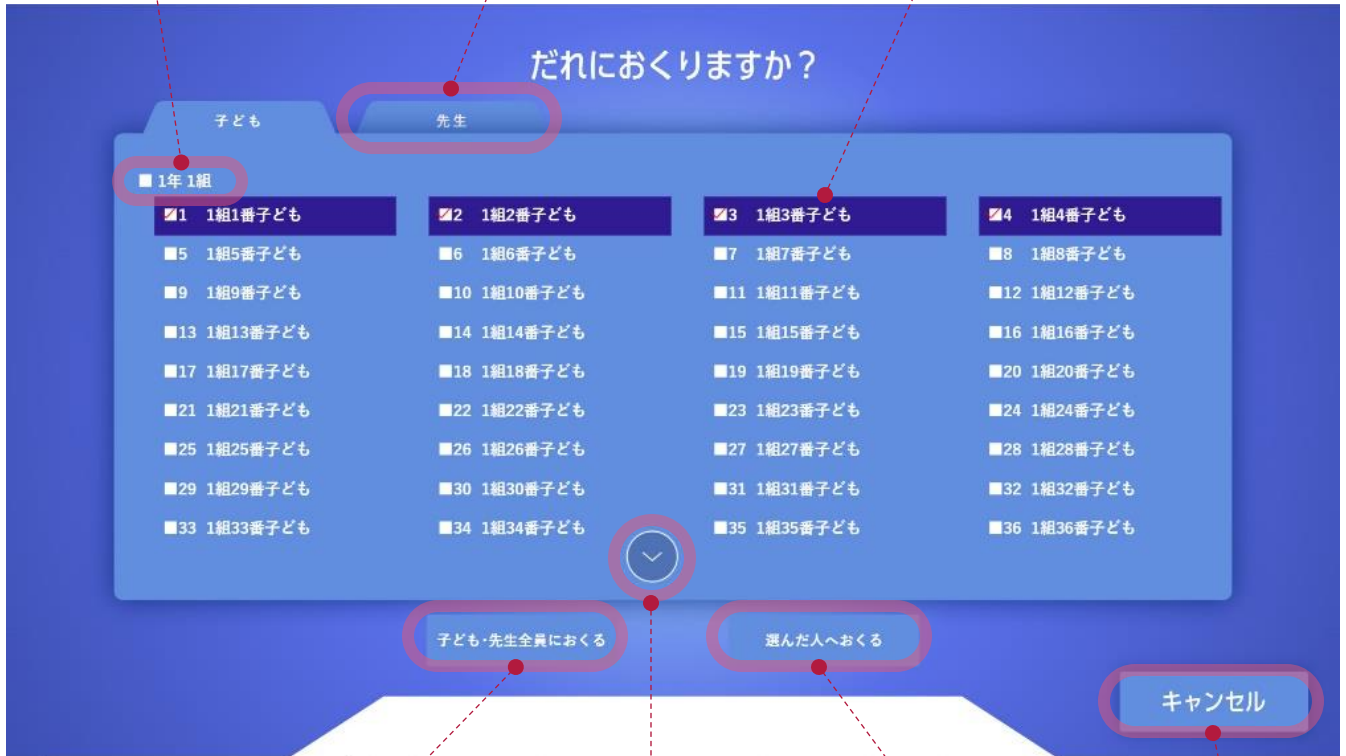 だれにおくりますか？
子ども 先生
1年 1組
1 1組1番子ども 2 1組2番子ども 3 1組3番子ども 4 1組4番子ども
5 1組5番子ども 6 1組6番子ども 7 1組7番子ども 8 1組8番子ども
9 1組9番子ども 10 1組10番子ども 11 1組11番子ども 12 1組12番子ども
13 1組13番子ども 14 1組14番子ども 15 1組15番子ども 16 1組16番子ども
17 1組17番子ども 18 1組18番子ども 19 1組19番子ども 20 1組20番子ども
21 1組21番子ども 22 1組22番子ども 23 1組23番子ども 24 1組24番子ども
25 1組25番子ども 26 1組26番子ども 27 1組27番子ども 28 1組28番子ども
29 1組29番子ども 30 1組30番子ども 31 1組31番子ども 32 1組32番子ども
33 1組33番子ども 34 1組34番子ども 35 1組35番子ども 36 1組36番子ども
子ども・先生全員におくる 選んだ人へおくる
キャンセル